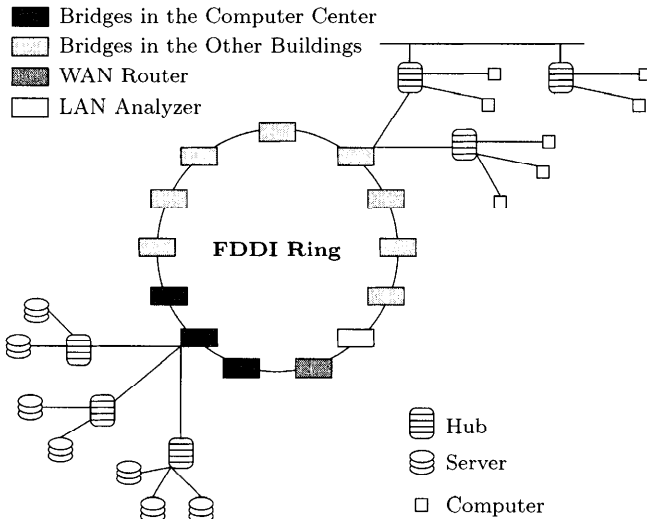 Bridges in the Computer Center
Bridges in the Other Buildings
WAN Router
LAN Analyzer
FDDI Ring
Hub
Server
Computer